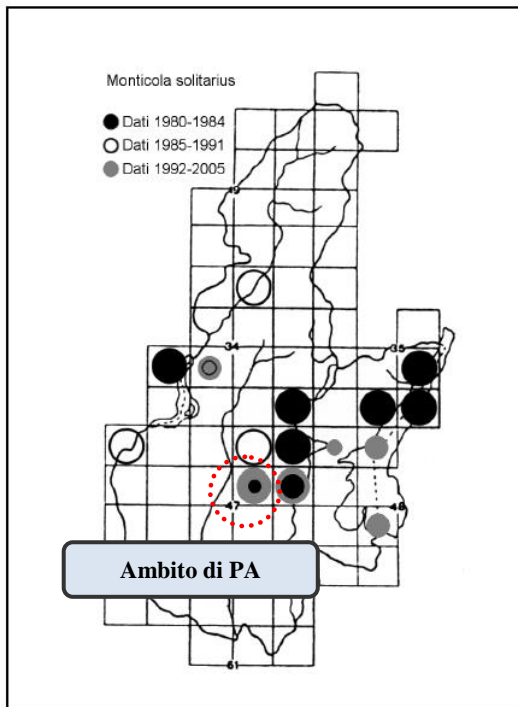 Monticola solitarius
Dati 1980-1984
Dati 1985-1991
Dati 1992-2005
19
34
35
47
48
Ambito di PA
61